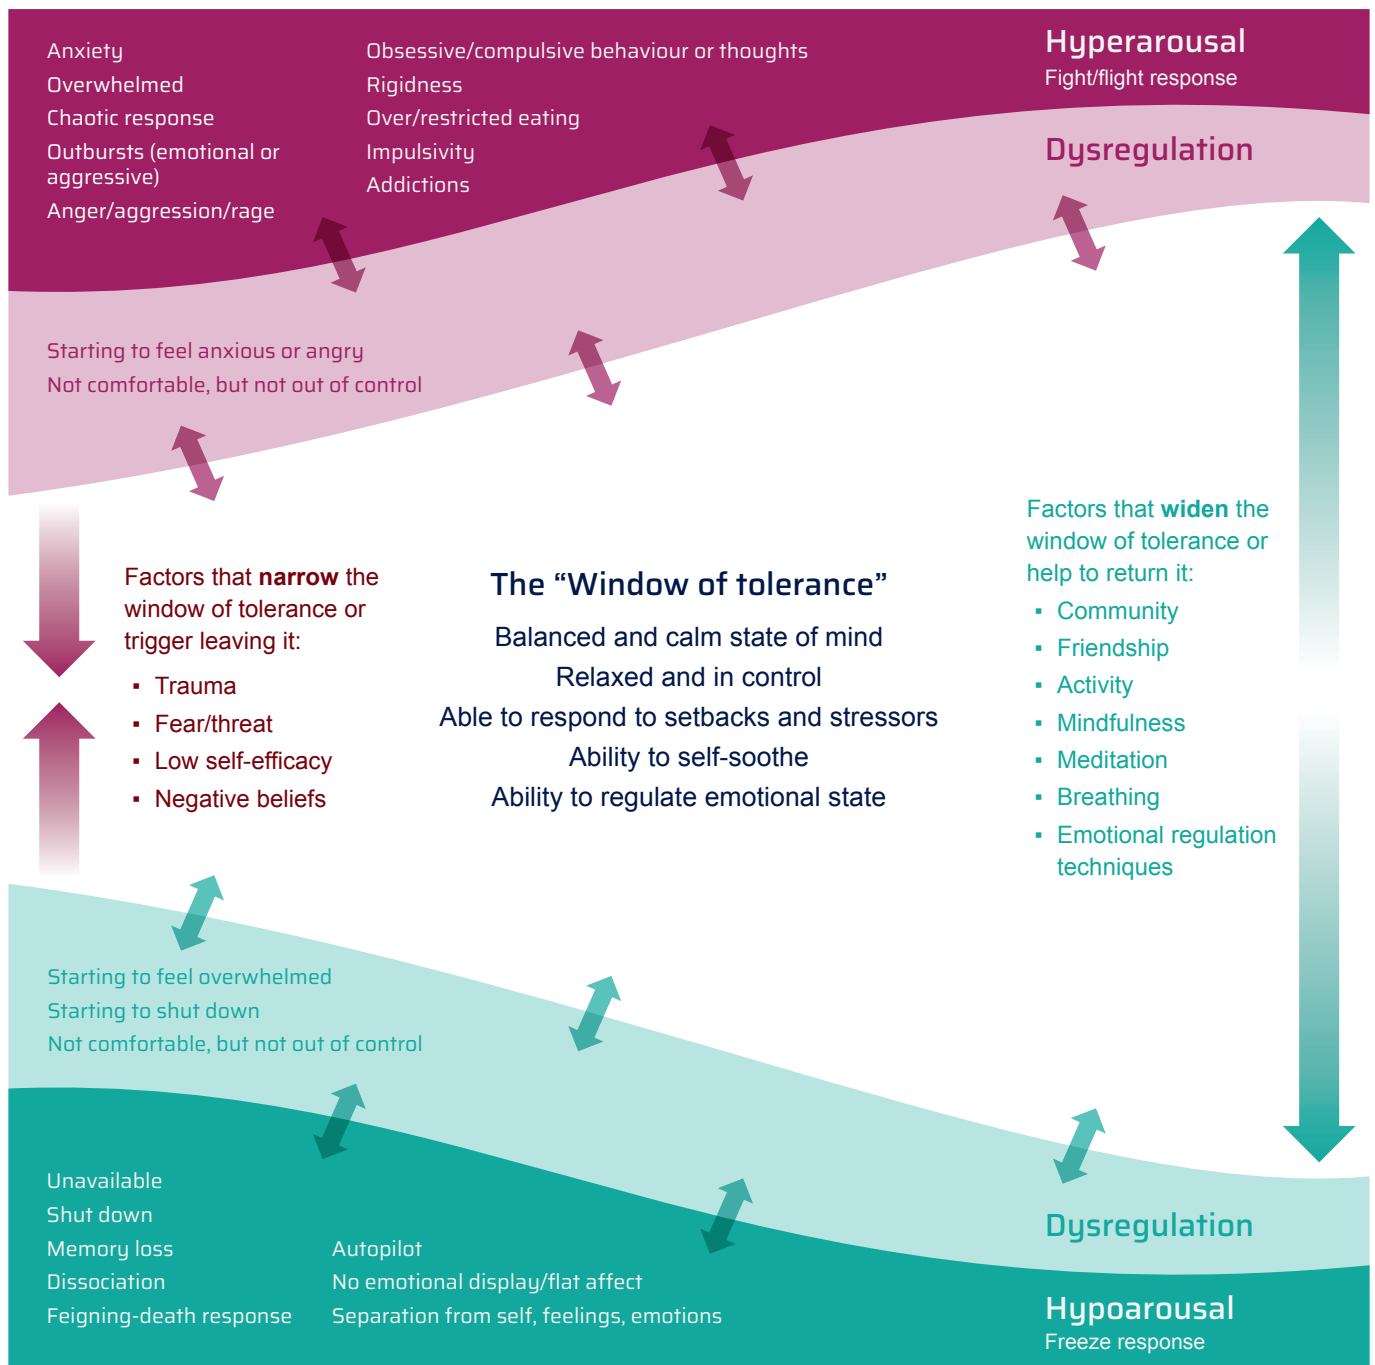 Anxiety
Overwhelmed
Chaotic response
Outbursts (emotional or
aggressive)
Anger/aggression/rage
Obsessive/compulsive behaviour or thoughts
Rigidness
Over/restricted eating
Impulsivity
Addictions
Hyperarousal
Fight/flight response
Dysregulation
Starting to feel anxious or angry
Not comfortable, but not out of control
Factors that narrow the
window of tolerance or
trigger leaving it:
▪ Trauma
▪ Fear/threat
▪ Low self-efficacy
▪ Negative beliefs
The “Window of tolerance”
Balanced and calm state of mind
Relaxed and in control
Able to respond to setbacks and stressors
Ability to self-soothe
Ability to regulate emotional state
Factors that widen the
window of tolerance or
help to return it:
▪ Community
▪ Friendship
▪ Activity
▪ Mindfulness
▪ Meditation
▪ Breathing
▪ Emotional regulation
techniques
Starting to feel overwhelmed
Starting to shut down
Not comfortable, but not out of control
Unavailable
Shut down
Memory loss
Dissociation
Feigning-death response
Autopilot
No emotional display/flat affect
Separation from self, feelings, emotions
Dysregulation
Hypoarousal
Freeze response